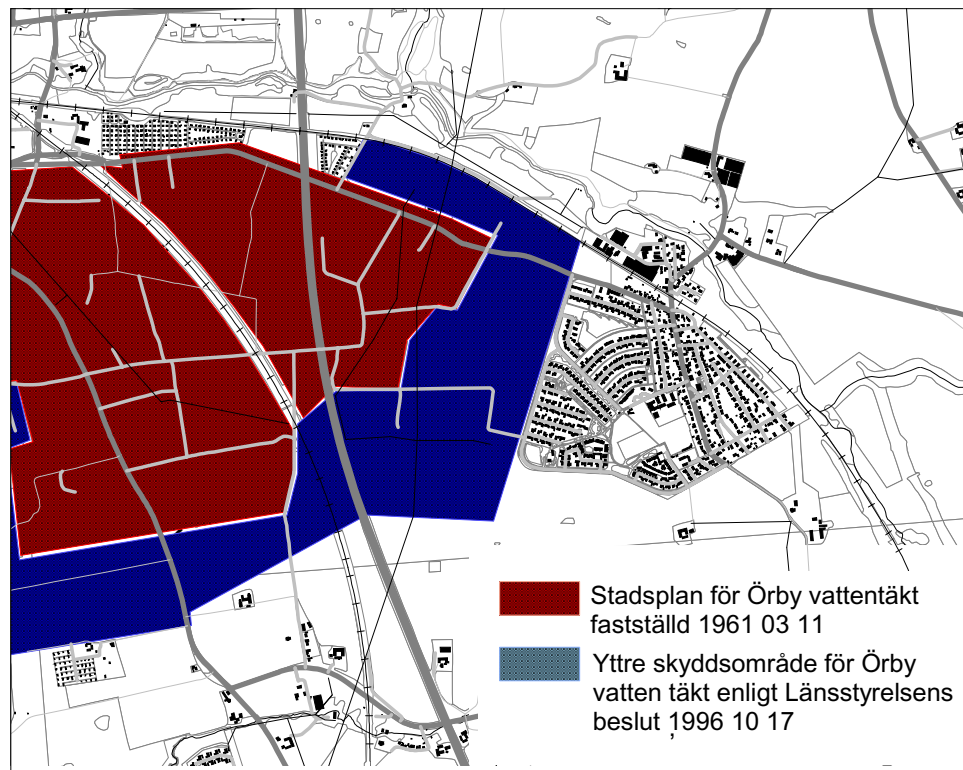 Stadsplan för Örby vattentäkt
fastställd 1961 03 11
Yttre skyddsområde för Örby
vatten täkt enligt Länsstyrelsens
beslut 1996 10 17